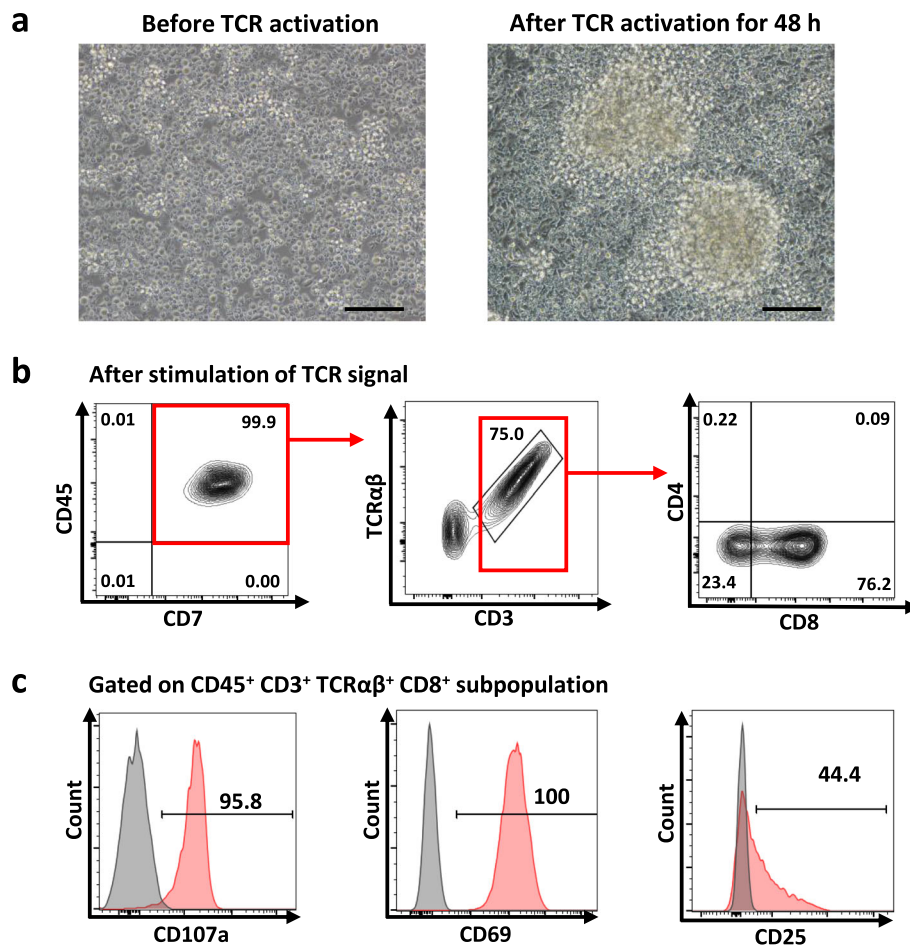 a
Before TCR activation
After TCR activation for 48 h
b
After stimulation of TCR signal
0.01
99.9
0.01
0.00
CD45
CD7
75.0
TCRαβ
CD3
0.22
0.09
23.4
76.2
CD4
CD8
c
Gated on CD45⁺ CD3⁺ TCRαβ⁺ CD8⁺ subpopulation
95.8
Count
CD107a
100
Count
CD69
44.4
Count
CD25